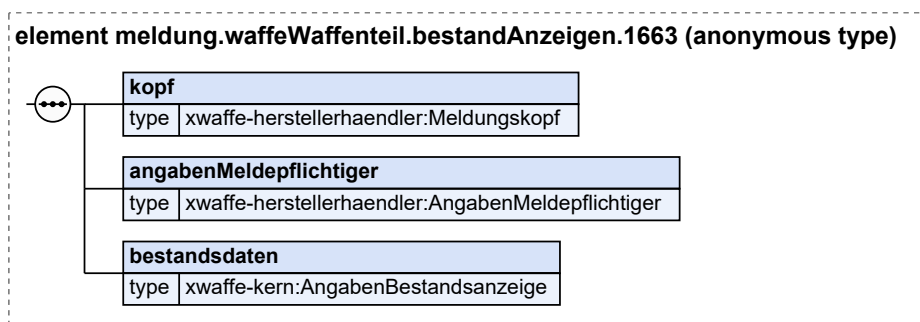 element meldung.waffeWaffenteil.bestandAnzeigen.1663 (anonymous type)
kopf
type xwaffe-herstellerhaendler:Meldungskopf
angabenMeldepflichtiger
type xwaffe-herstellerhaendler:AngabenMeldepflichtiger
bestandsdaten
type xwaffe-kern:AngabenBestandsanzeige